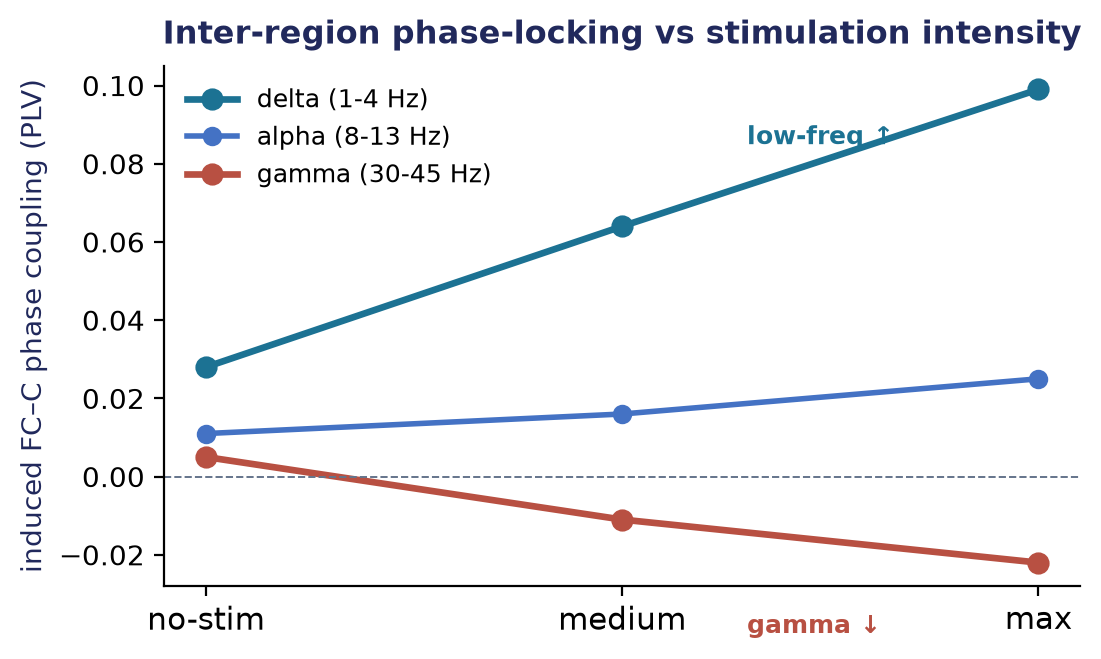 Inter-region phase-locking vs stimulation intensity
induced FC–C phase coupling (PLV)
0.10
0.08
0.06
0.04
0.02
0.00
−0.02
delta (1-4 Hz)
alpha (8-13 Hz)
gamma (30-45 Hz)
low-freq ↑
no-stim
medium
max
gamma ↓